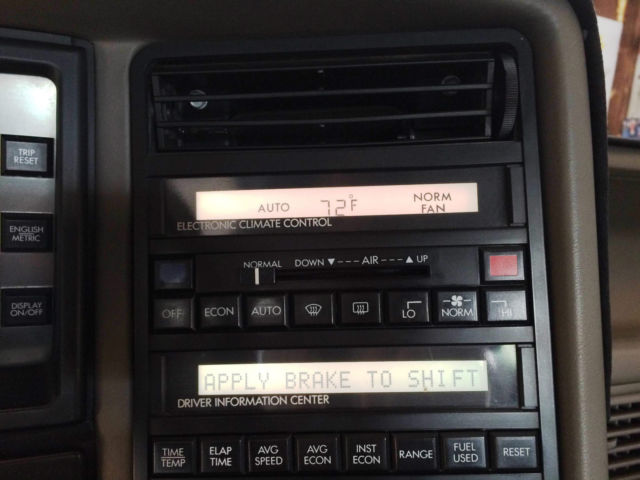 TRIP
RESET
ENGLISH
METRIC
DISPLAY
ON/OFF
AUTO 72°F NORM
FAN
ELECTRONIC CLIMATE CONTROL
NORMAL DOWN ▼---AIR---▲ UP
OFF ECON AUTO LO NORM HI
APPLY BRAKE TO SHIFT
DRIVER INFORMATION CENTER
TIME
TEMP
ELAP
TIME
AVG
SPEED
AVG
ECON
INST
ECON
RANGE
FUEL
USED
RESET